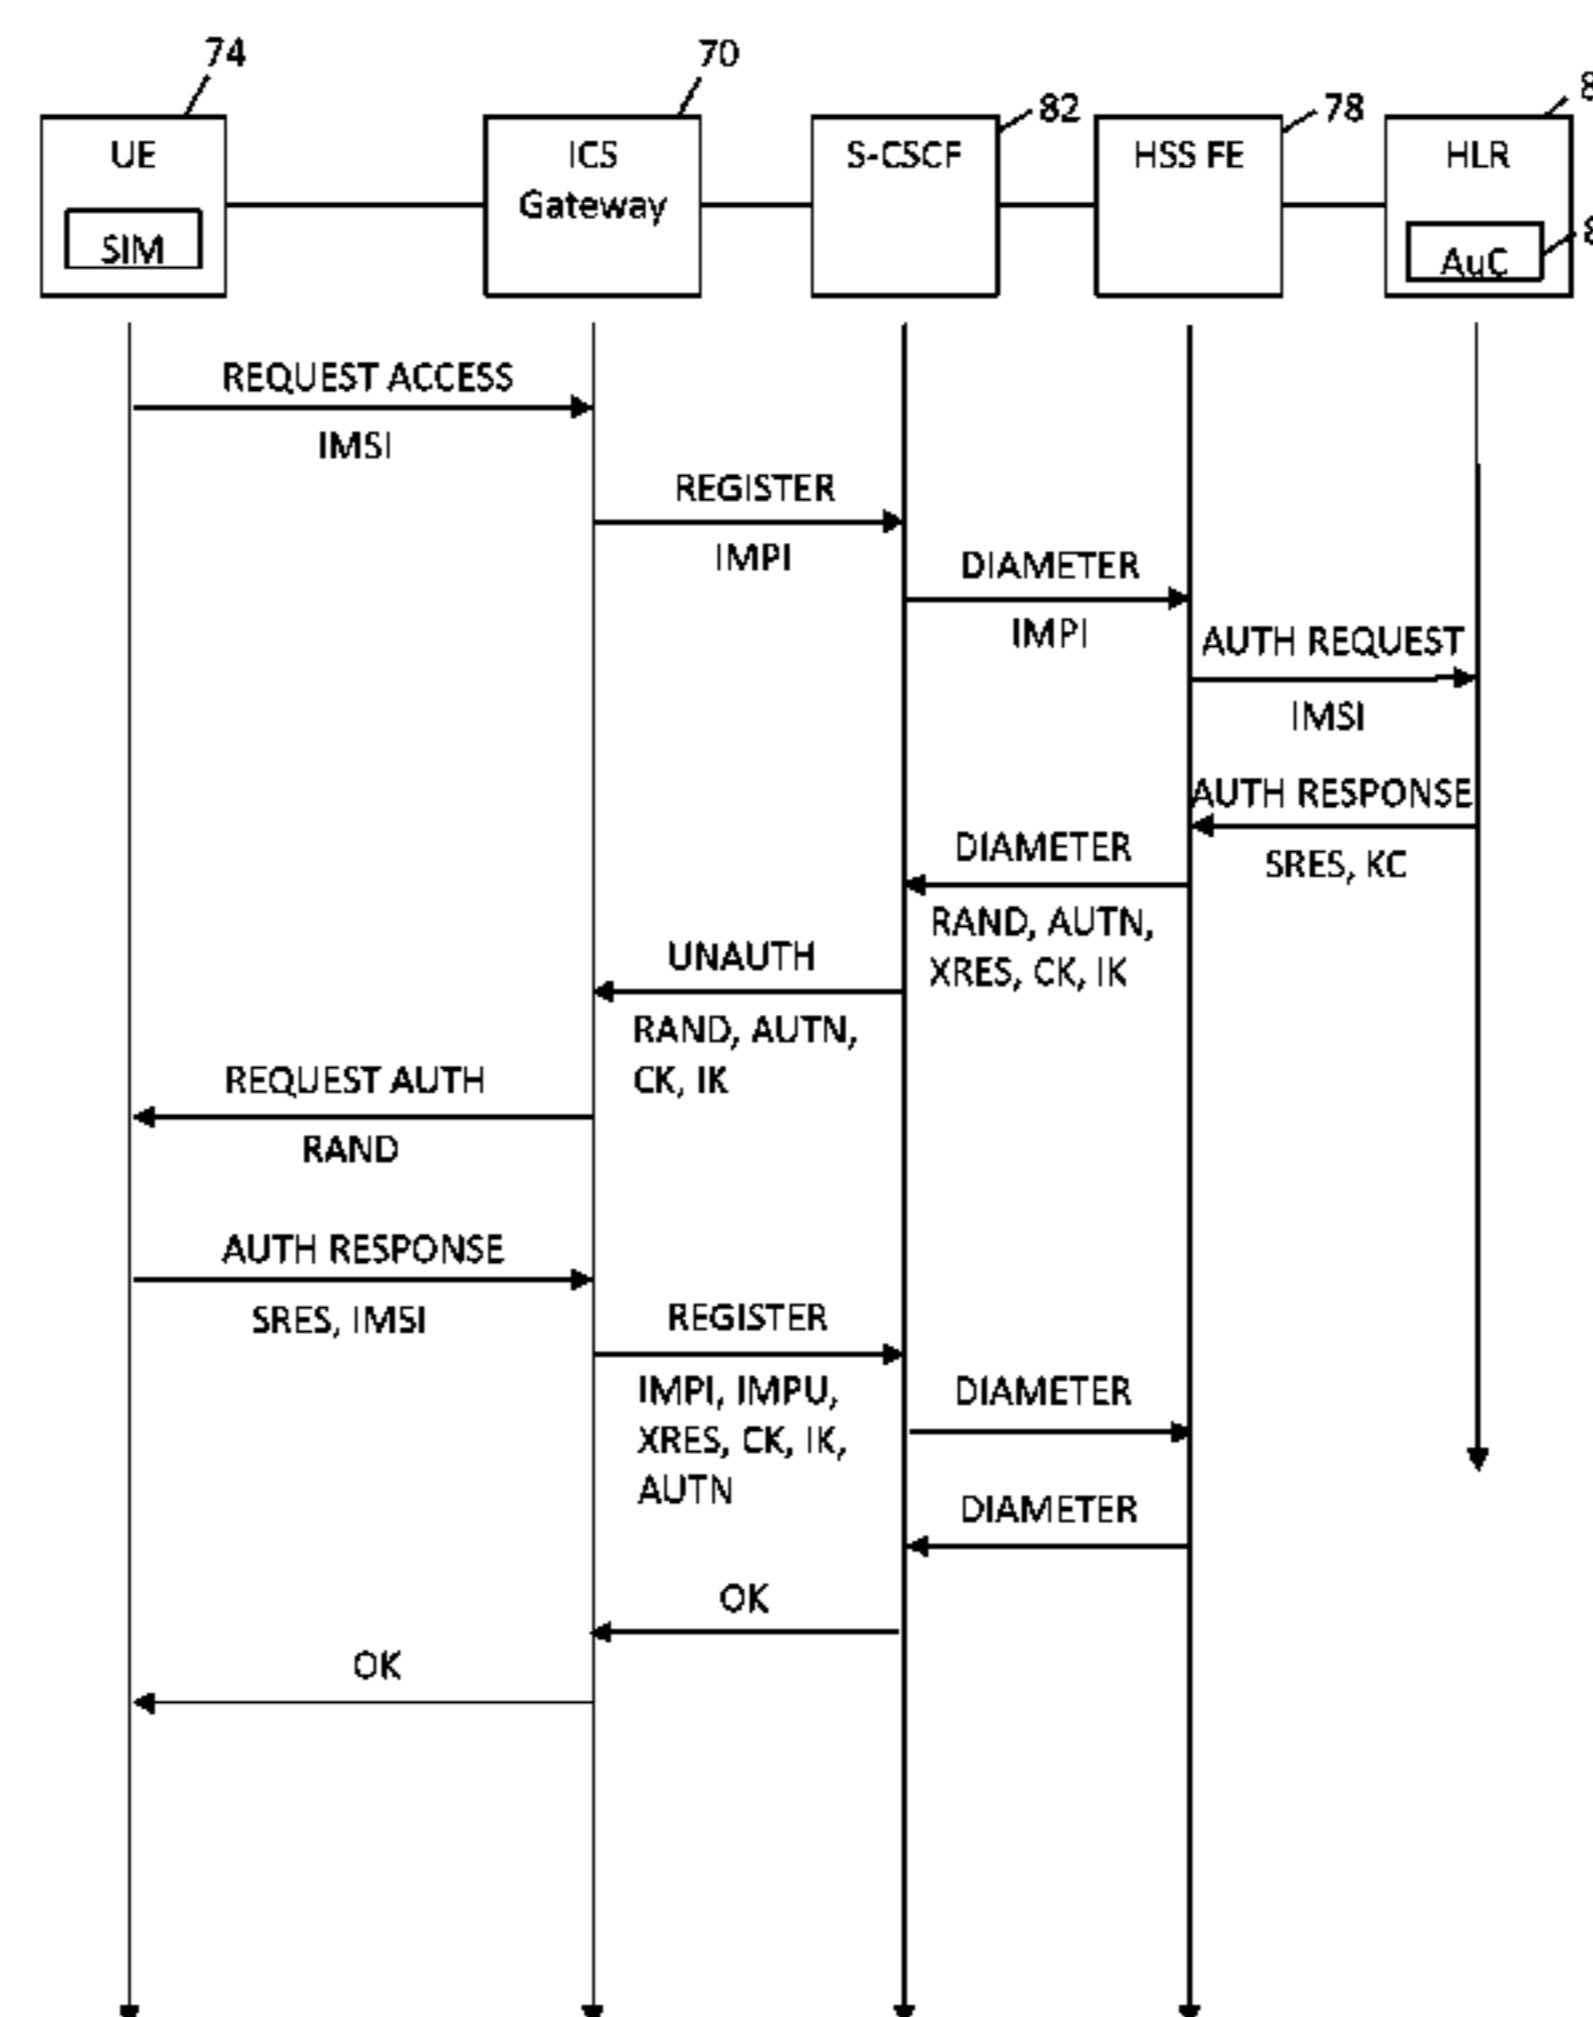 74
70
82
78
8
UE
ICS
Gateway
S-CSCF
HSS FE
HLR
SIM
AuC
8
REQUEST ACCESS
IMSI
REGISTER
IMPI
DIAMETER
IMPI
AUTH REQUEST
IMSI
AUTH RESPONSE
SRES, KC
DIAMETER
RAND, AUTN,
XRES, CK, IK
UNAUTH
RAND, AUTN,
CK, IK
REQUEST AUTH
RAND
AUTH RESPONSE
SRES, IMSI
REGISTER
IMPI, IMPU,
XRES, CK, IK,
AUTN
DIAMETER
DIAMETER
OK
OK